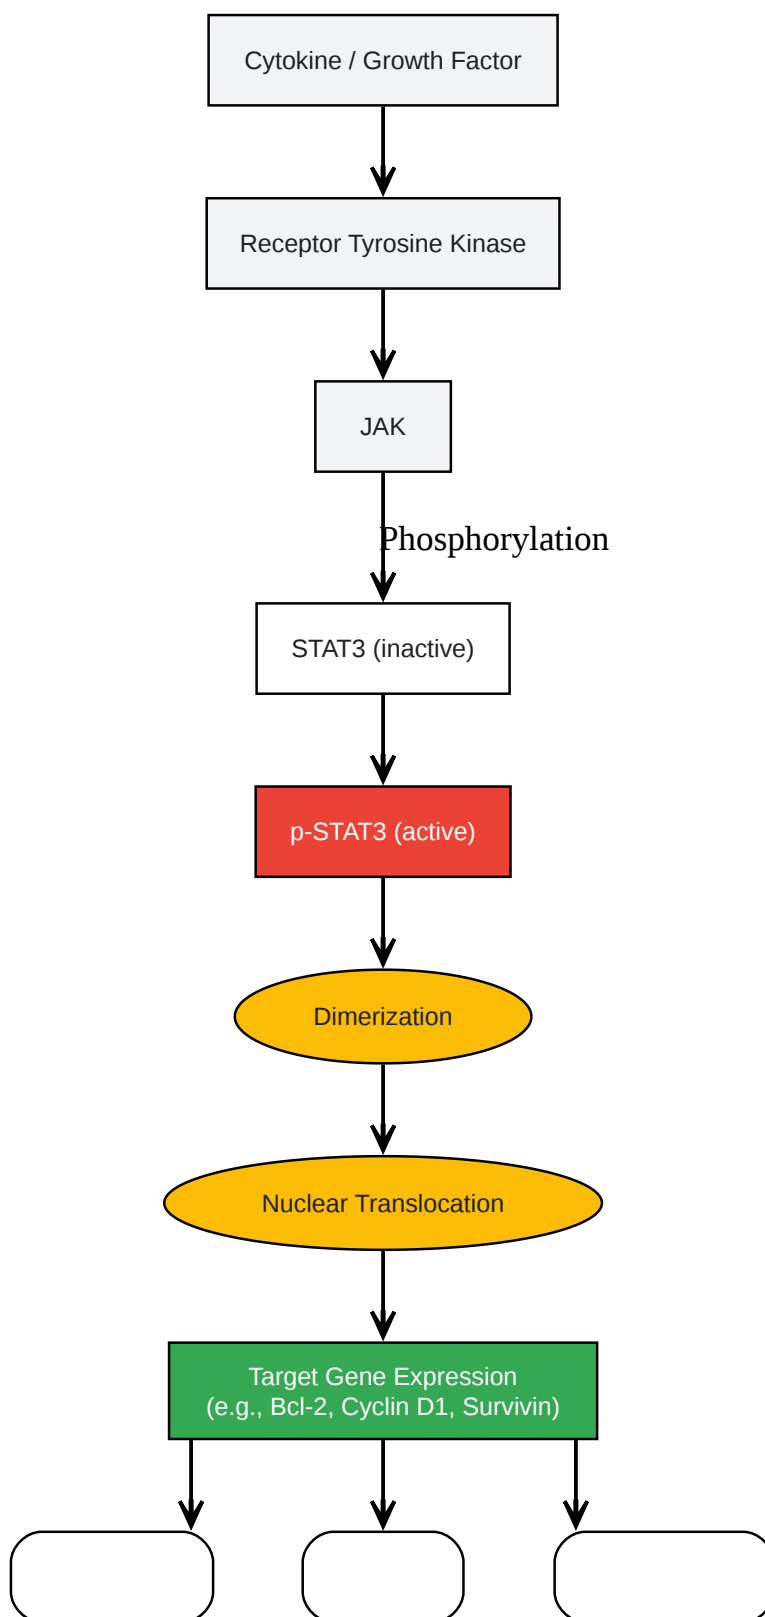 Cytokine / Growth Factor
Receptor Tyrosine Kinase
JAK
Phosphorylation
STAT3 (inactive)
p-STAT3 (active)
Dimerization
Nuclear Translocation
Target Gene Expression
(e.g., Bcl-2, Cyclin D1, Survivin)